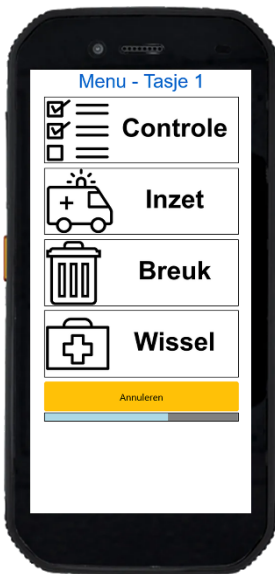 Menu - Tasje 1
Controle
Inzet
Breuk
Wissel
Annuleren